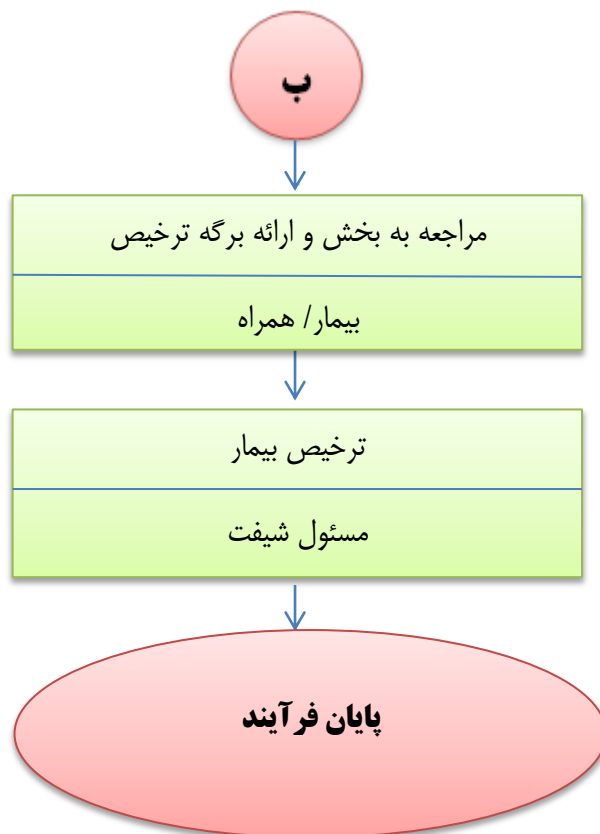 ب
مراجعه به بخش و ارائه برگه ترخیص
بیمار/ همراه
ترخیص بیمار
مسئول شیفت
پایان فرآیند